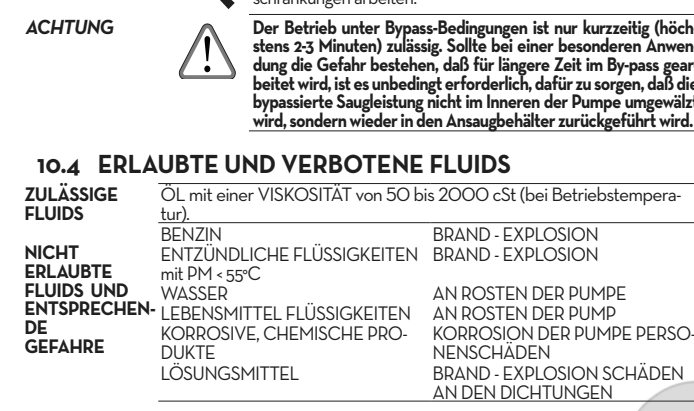 schränkungen arbeiten.
ACHTUNG
Der Betrieb unter Bypass-Bedingungen ist nur kurzzeitig (höch
stens 2-3 Minuten) zulässig. Sollte bei einer besonderen Anwen
dung die Gefahr bestehen, daß für längere Zeit im By-pass gear
beitet wird, ist es unbedingt erforderlich, dafür zu sorgen, daß die
bypassierte Saugleistung nicht im Inneren der Pumpe umgewälzt
wird, sondern wieder in den Ansaugbehälter zurückgeführt wird.
10.4 ERLAUBTE UND VERBOTENE FLUIDS
ZULÄSSIGE
FLUIDS
ÖL mit einer VISKOSITÄT von 50 bis 2000 cSt (bei Betriebstempera-
tur).
NICHT
ERLAUBTE
FLUIDS UND
ENTSPRECHEN-
DE
GEFAHRE
BENZIN BRAND - EXPLOSION
ENTZÜNDLICHE FLÜSSIGKEITEN BRAND - EXPLOSION
mit PM < 55°C
WASSER AN ROSTEN DER PUMPE
LEBENSMITTEL FLÜSSIGKEITEN AN ROSTEN DER PUMP
KORROSIVE, CHEMISCHE PRO- KORROSION DER PUMPE PERSO-
DUKTE NENSCHÄDEN
LÖSUNGSMITTEL BRAND - EXPLOSION SCHÄDEN
AN DEN DICHTUNGEN